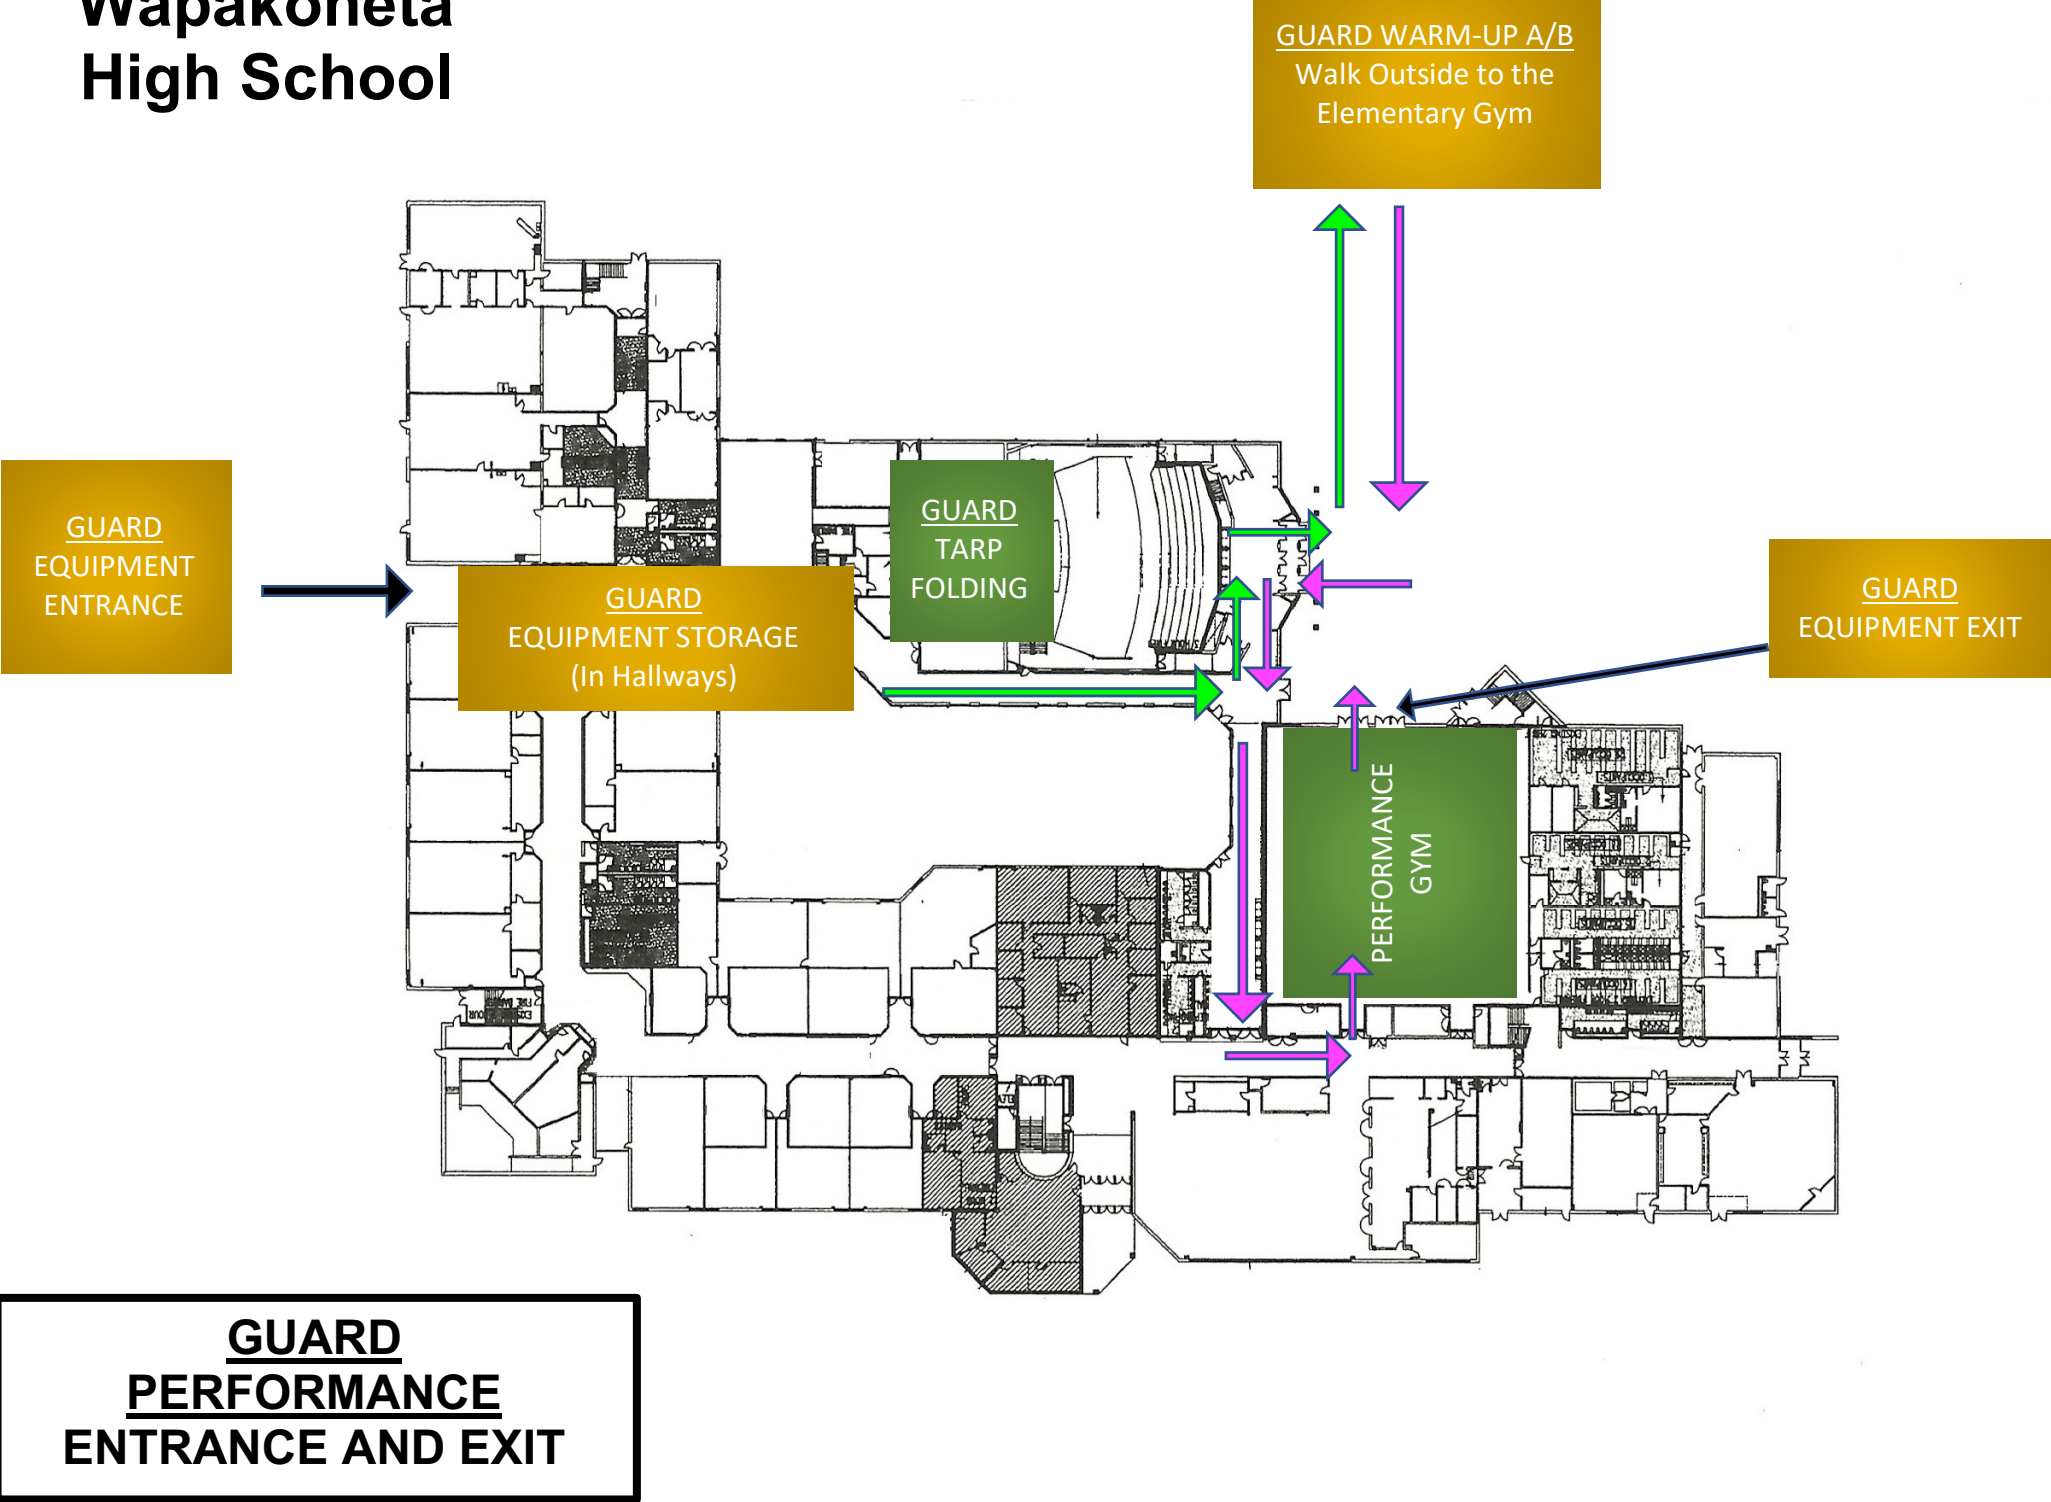 Wapakoneta
High School
GUARD WARM-UP A/B
Walk Outside to the
Elementary Gym
GUARD
EQUIPMENT
ENTRANCE
GUARD
EQUIPMENT STORAGE
(In Hallways)
GUARD
TARP
FOLDING
GUARD
EQUIPMENT EXIT
PERFORMANCE
GYM
GUARD
PERFORMANCE
ENTRANCE AND EXIT